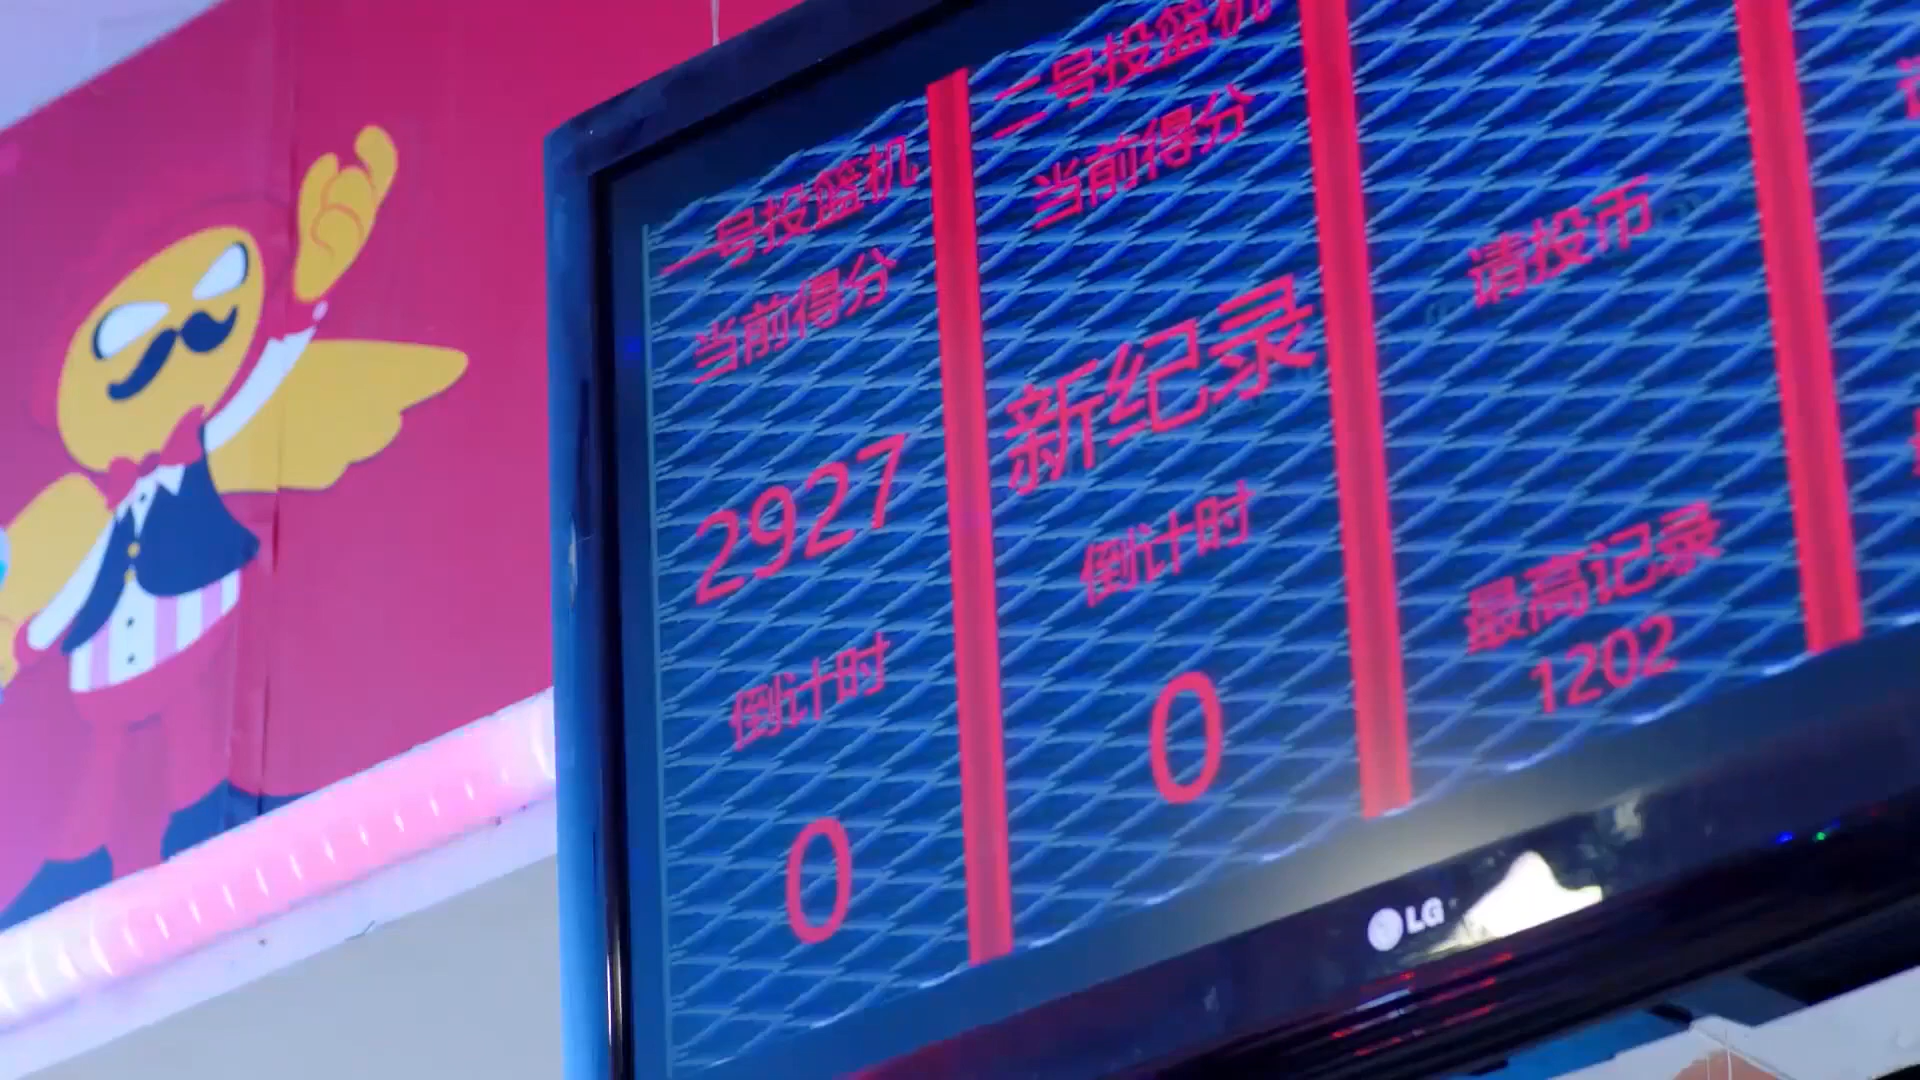 一号投篮机
当前得分
2927
倒计时
0
二号投篮机
当前得分
新纪录
倒计时
0
请投币
最高记录
1202
LG